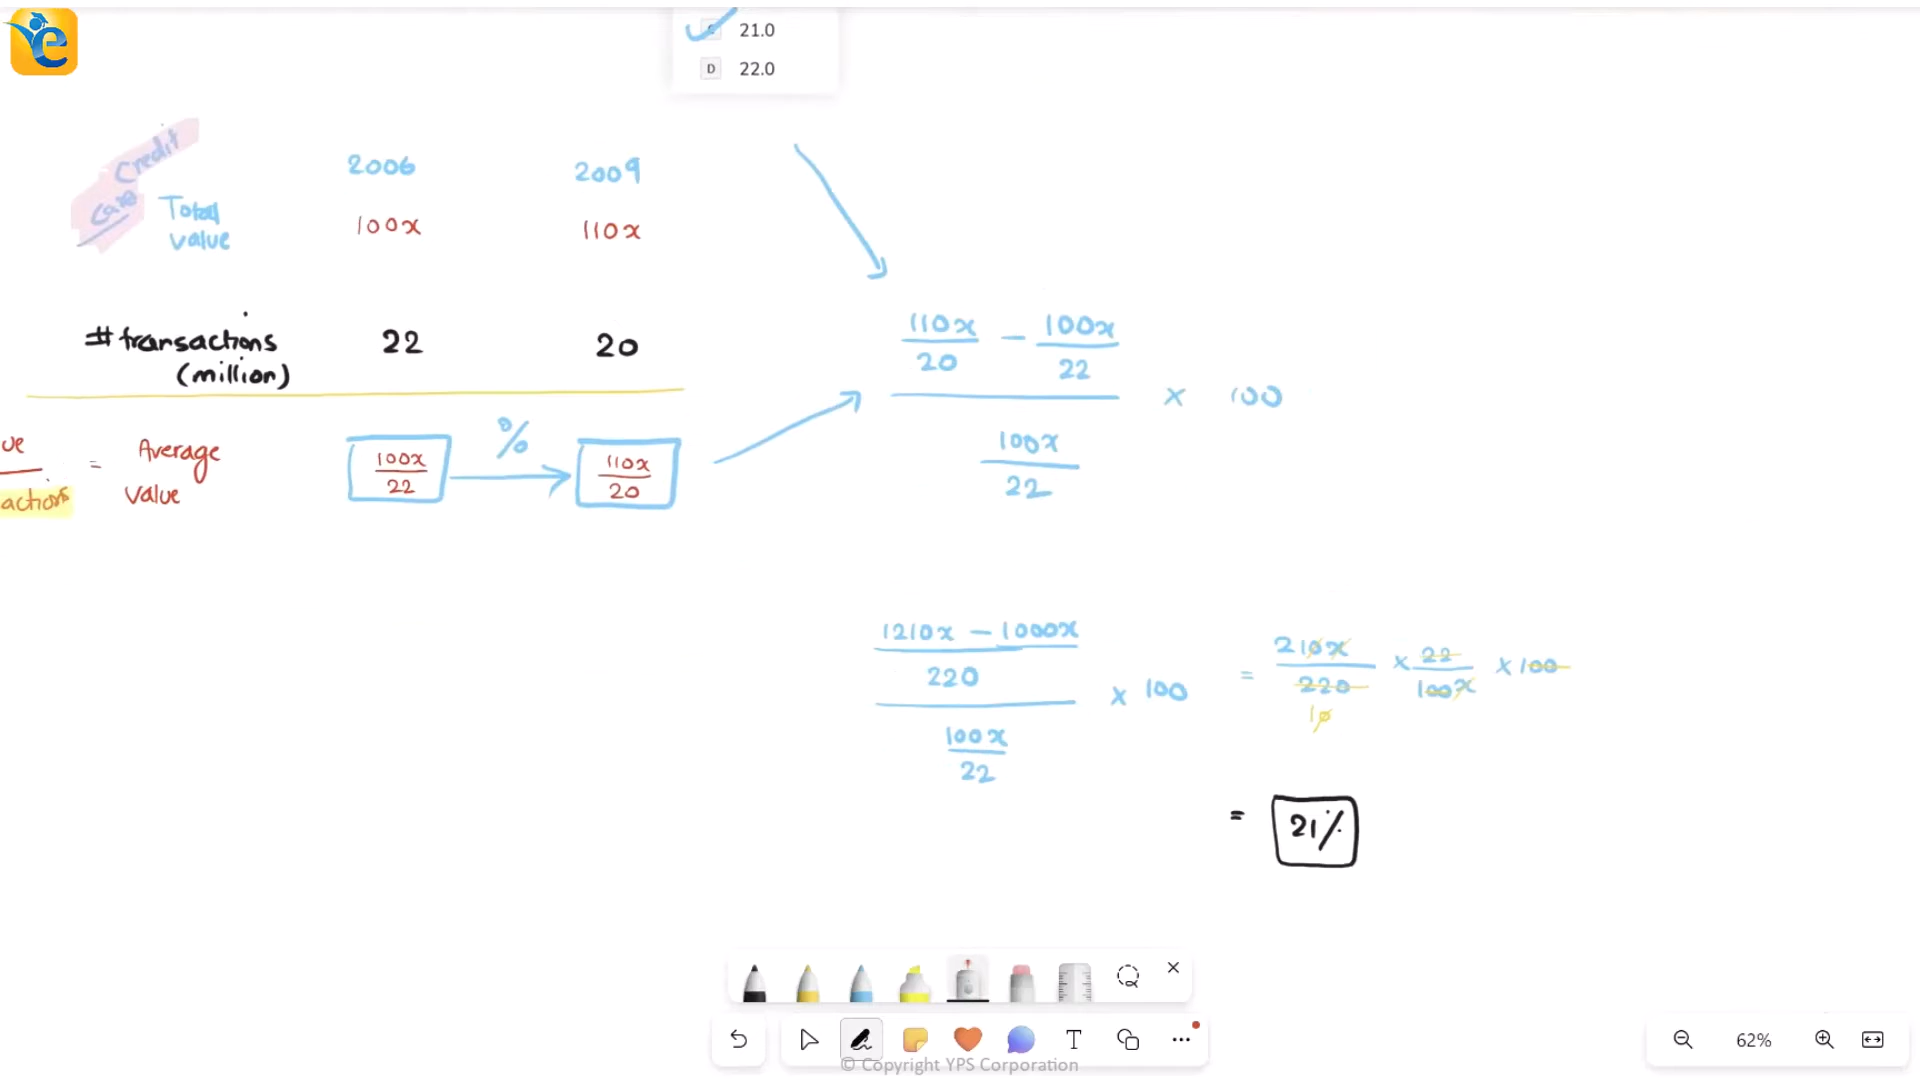 21.0
D 22.0
Credit
Card
2006 2009
Total
value
100x 110x
#transactions
(million)
22 20
ue
actions
= Average
value
100x
22
%
110x
20
110x
20
-
100x
22
x 100
100x
22
1210x - 1000x
220
100x
22
x 100
=
210x
220
10
x
22
100x
x 100
= 21%
T
© Copyright YPS Corporation
62%